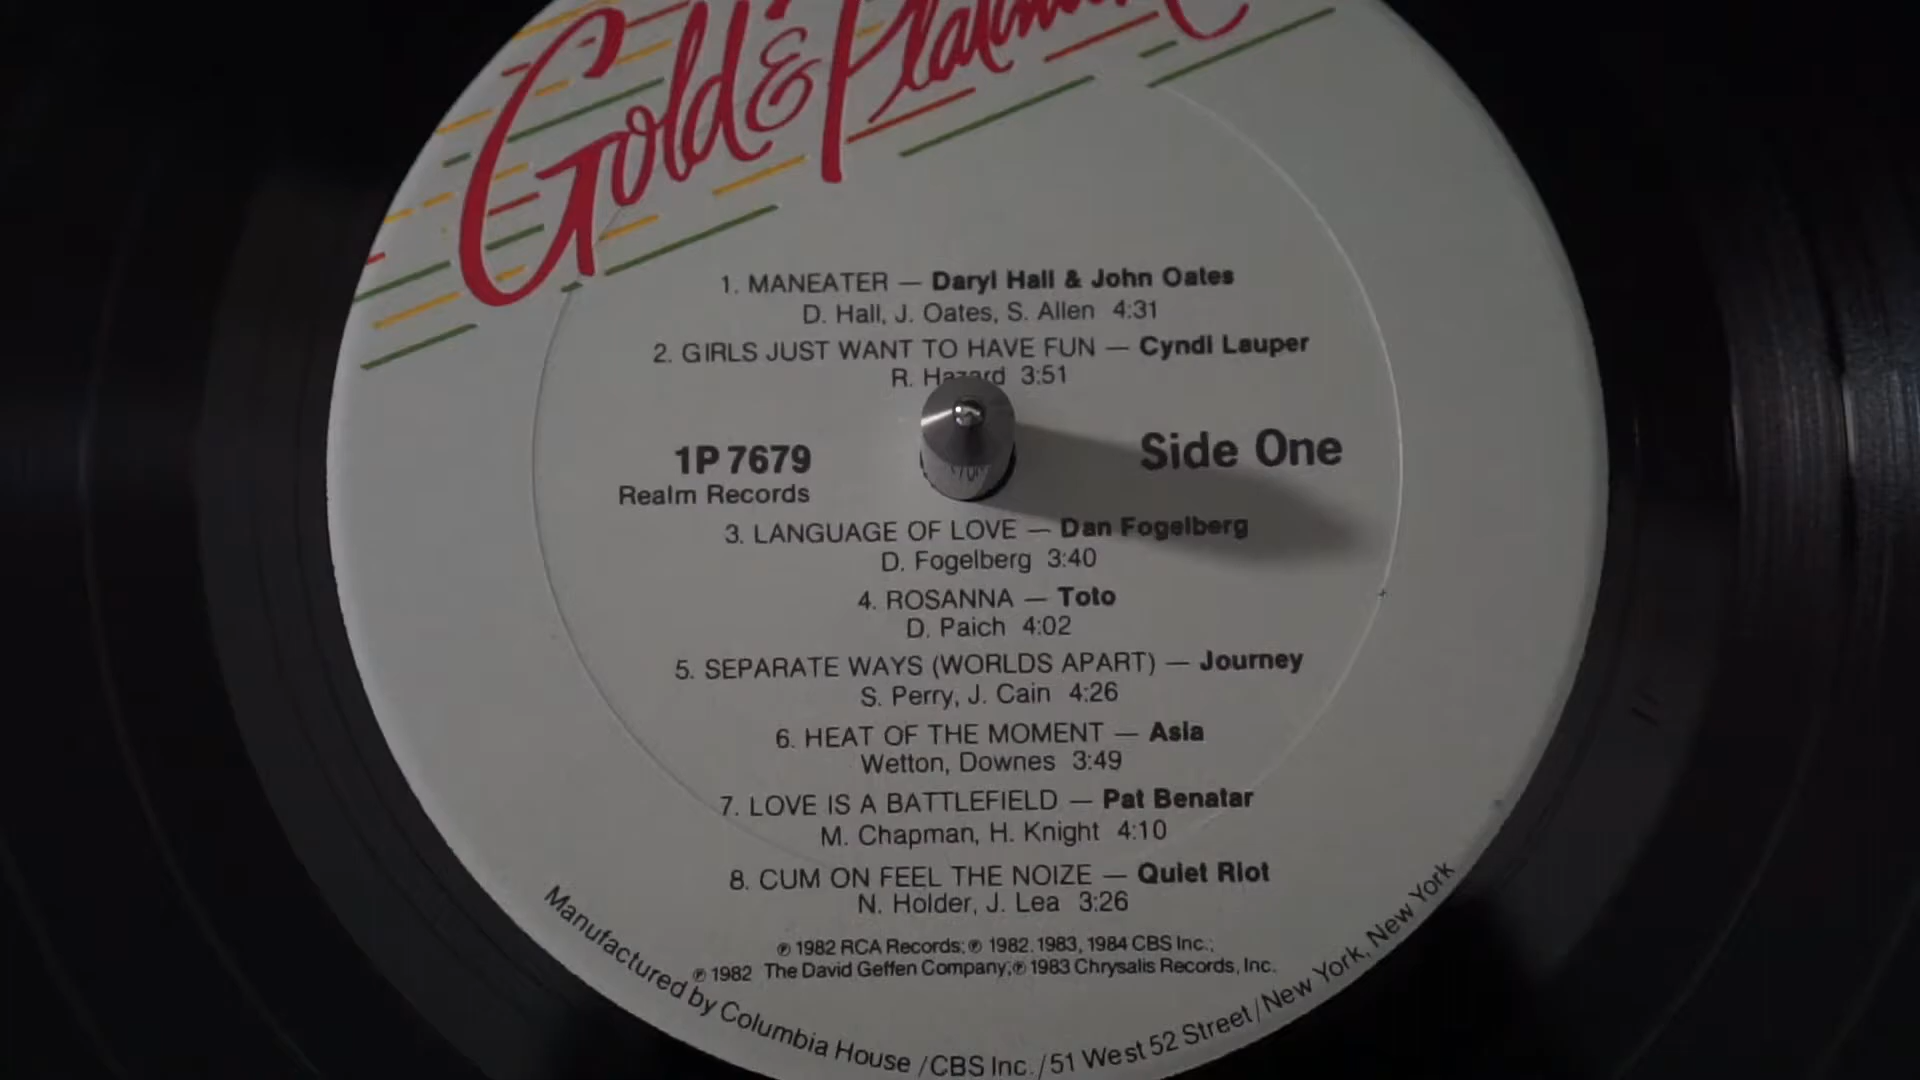 Gold & Platinum
1. MANEATER — Daryl Hall & John Oates
D. Hall, J. Oates, S. Allen 4:31
2. GIRLS JUST WANT TO HAVE FUN — Cyndi Lauper
R. Hazard 3:51
1P 7679
Side One
Realm Records
3. LANGUAGE OF LOVE — Dan Fogelberg
D. Fogelberg 3:40
4. ROSANNA — Toto
D. Paich 4:02
5. SEPARATE WAYS (WORLDS APART) — Journey
S. Perry, J. Cain 4:26
6. HEAT OF THE MOMENT — Asia
Wetton, Downes 3:49
7. LOVE IS A BATTLEFIELD — Pat Benatar
M. Chapman, H. Knight 4:10
8. CUM ON FEEL THE NOIZE — Quiet Riot
N. Holder, J. Lea 3:26
℗ 1982 RCA Records; ℗ 1982. 1983, 1984 CBS Inc.;
℗ 1982 The David Geffen Company; ℗ 1983 Chrysalis Records, Inc.
Manufactured by Columbia House / CBS Inc. / 51 West 52 Street / New York, New York